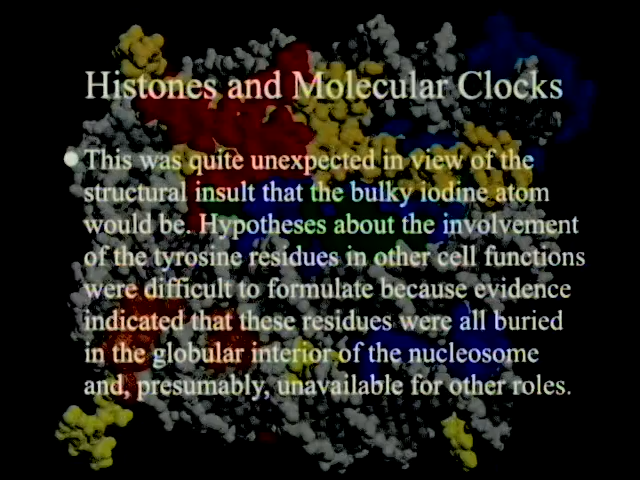 Histones and Molecular Clocks
This was quite unexpected in view of the
structural insult that the bulky iodine atom
would be. Hypotheses about the involvement
of the tyrosine residues in other cell functions
were difficult to formulate because evidence
indicated that these residues were all buried
in the globular interior of the nucleosome
and, presumably, unavailable for other roles.